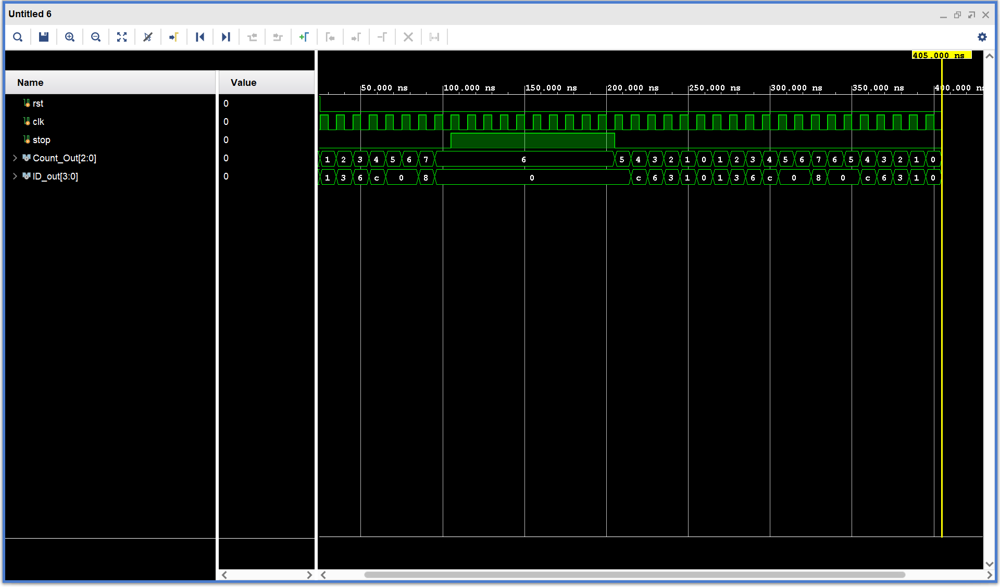 Untitled 6
405.000 ns
Name Value
50.000 ns 100.000 ns 150.000 ns 200.000 ns 250.000 ns 300.000 ns 350.000 ns 400.000 ns
rst 0
clk 0
stop 0
Count_Out[2:0] 0 1 2 3 4 5 6 7 6 5 4 3 2 1 0 1 2 3 4 5 6 7 6 5 4 3 2 1 0
ID_out[3:0] 0 1 3 6 c 0 8 0 c 6 3 1 0 1 3 6 c 0 8 0 c 6 3 1 0